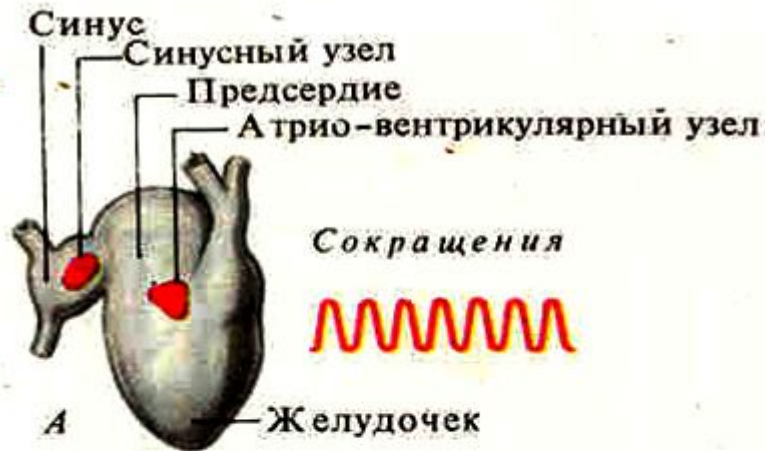 Синус
Синусный узел
Предсердие
Атрио-вентрикулярный узел
Сокращения
А
Желудочек